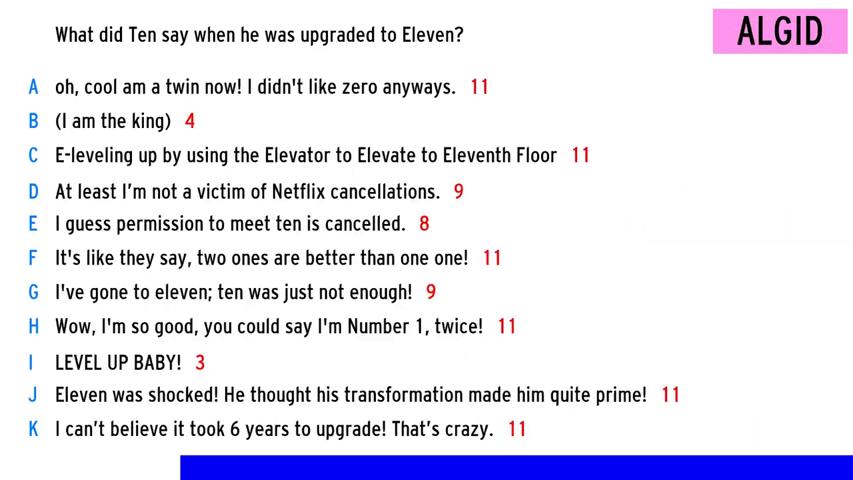 What did Ten say when he was upgraded to Eleven?
ALGID
A oh, cool am a twin now! I didn't like zero anyways. 11
B (I am the king) 4
C E-leveling up by using the Elevator to Elevate to Eleventh Floor 11
D At least I'm not a victim of Netflix cancellations. 9
E I guess permission to meet ten is cancelled. 8
F It's like they say, two ones are better than one one! 11
G I've gone to eleven; ten was just not enough! 9
H Wow, I'm so good, you could say I'm Number 1, twice! 11
I LEVEL UP BABY! 3
J Eleven was shocked! He thought his transformation made him quite prime! 11
K I can't believe it took 6 years to upgrade! That's crazy. 11